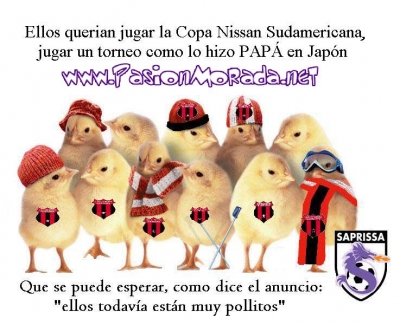 Ellos querian jugar la Copa Nissan Sudamericana,
jugar un torneo como lo hizo PAPÁ en Japón
www.PasionMorada.net
SAPRISSA
Que se puede esperar, como dice el anuncio:
"ellos todavía están muy pollitos"